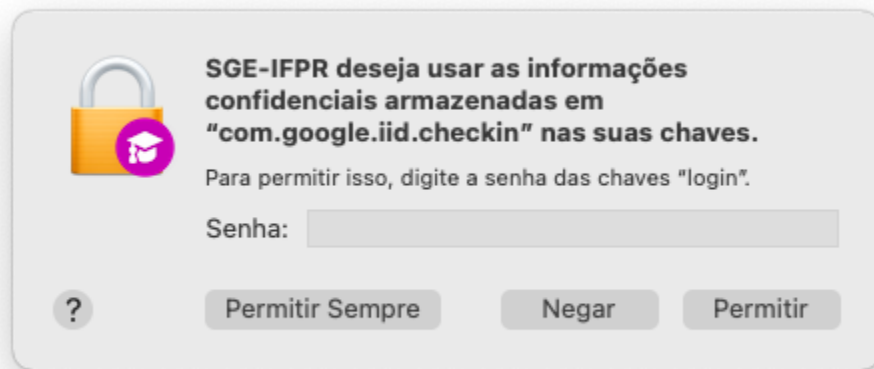 SGE-IFPR deseja usar as informações
confidenciais armazenadas em
“com.google.iid.checkin” nas suas chaves.
Para permitir isso, digite a senha das chaves “login”.
Senha:
?
Permitir Sempre
Negar
Permitir